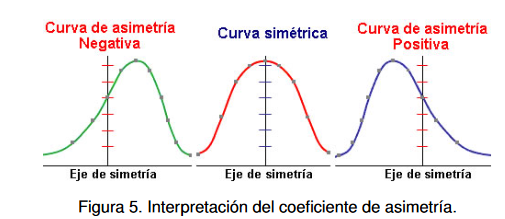 Curva de asimetría
Negativa
Curva simétrica
Curva de asimetría
Positiva
Eje de simetría
Eje de simetría
Eje de simetría
Figura 5. Interpretación del coeficiente de asimetría.